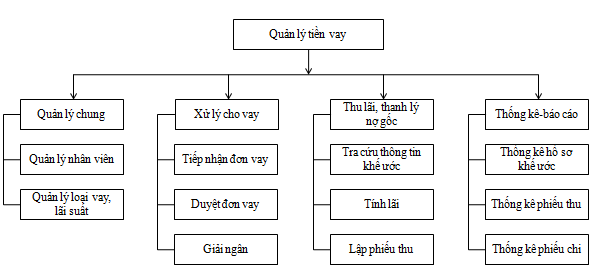 Quản lý tiền vay
Quản lý chung
Quản lý nhân viên
Quản lý loại vay,
lãi suất
Xử lý cho vay
Tiếp nhận đơn vay
Duyệt đơn vay
Giải ngân
Thu lãi, thanh lý
nợ gốc
Tra cứu thông tin
khế ước
Tính lãi
Lập phiếu thu
Thống kê-báo cáo
Thống kê hồ sơ
khế ước
Thống kê phiếu thu
Thống kê phiếu chi